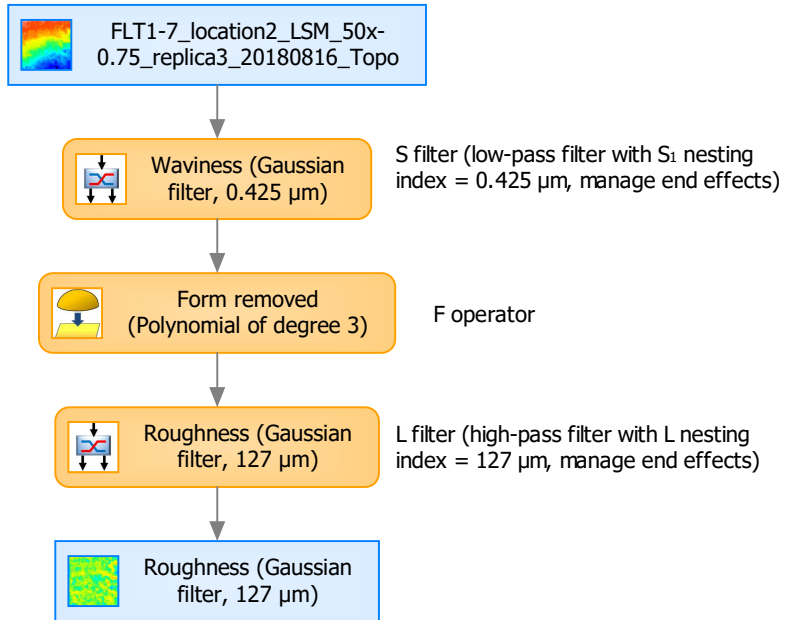 FLT1-7_location2_LSM_50x-
0.75_replica3_20180816_Topo
Waviness (Gaussian
filter, 0.425 µm)
S filter (low-pass filter with S₁ nesting
index = 0.425 µm, manage end effects)
Form removed
(Polynomial of degree 3)
F operator
Roughness (Gaussian
filter, 127 µm)
L filter (high-pass filter with L nesting
index = 127 µm, manage end effects)
Roughness (Gaussian
filter, 127 µm)